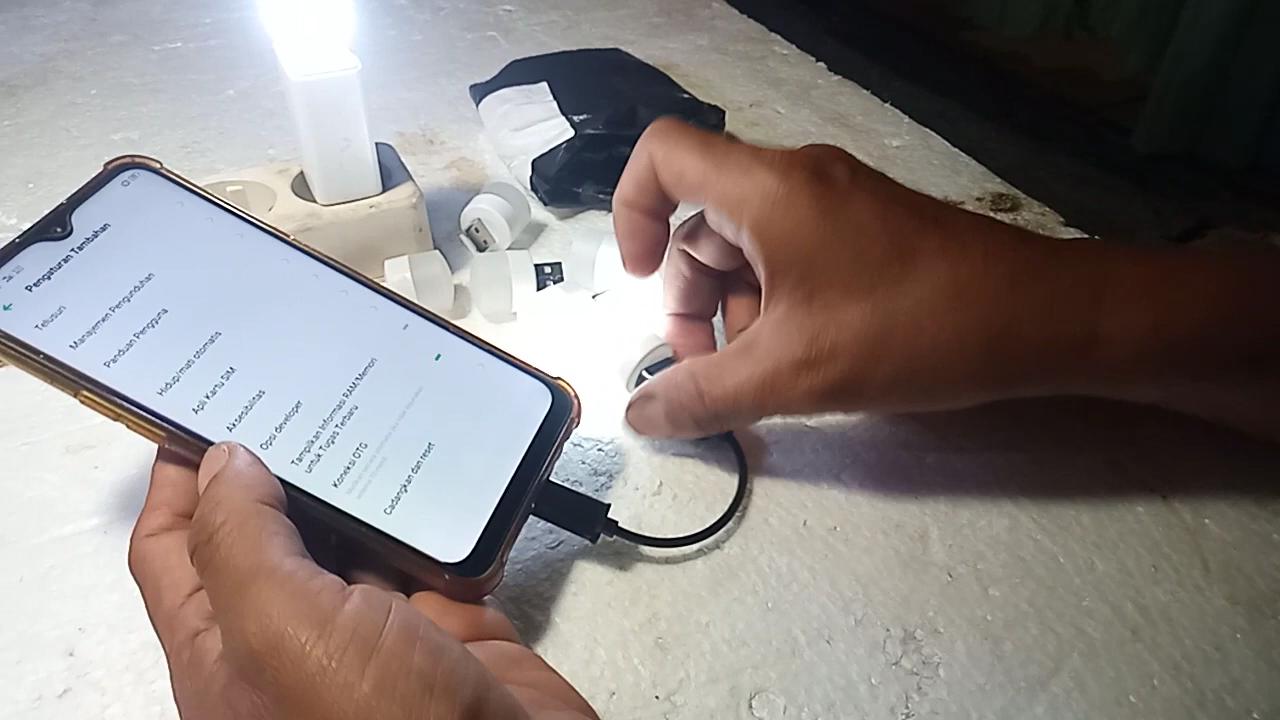 Pengaturan Tambahan
Telusuri
Manajemen Pengunduhan
Panduan Pengguna
Hidup/mati otomatis
Apli Kartu SIM
Aksesibilitas
Opsi developer
Tampilkan Informasi RAM/Memori
untuk Tugas Terbaru
Koneksi OTG
Cadangkan dan reset